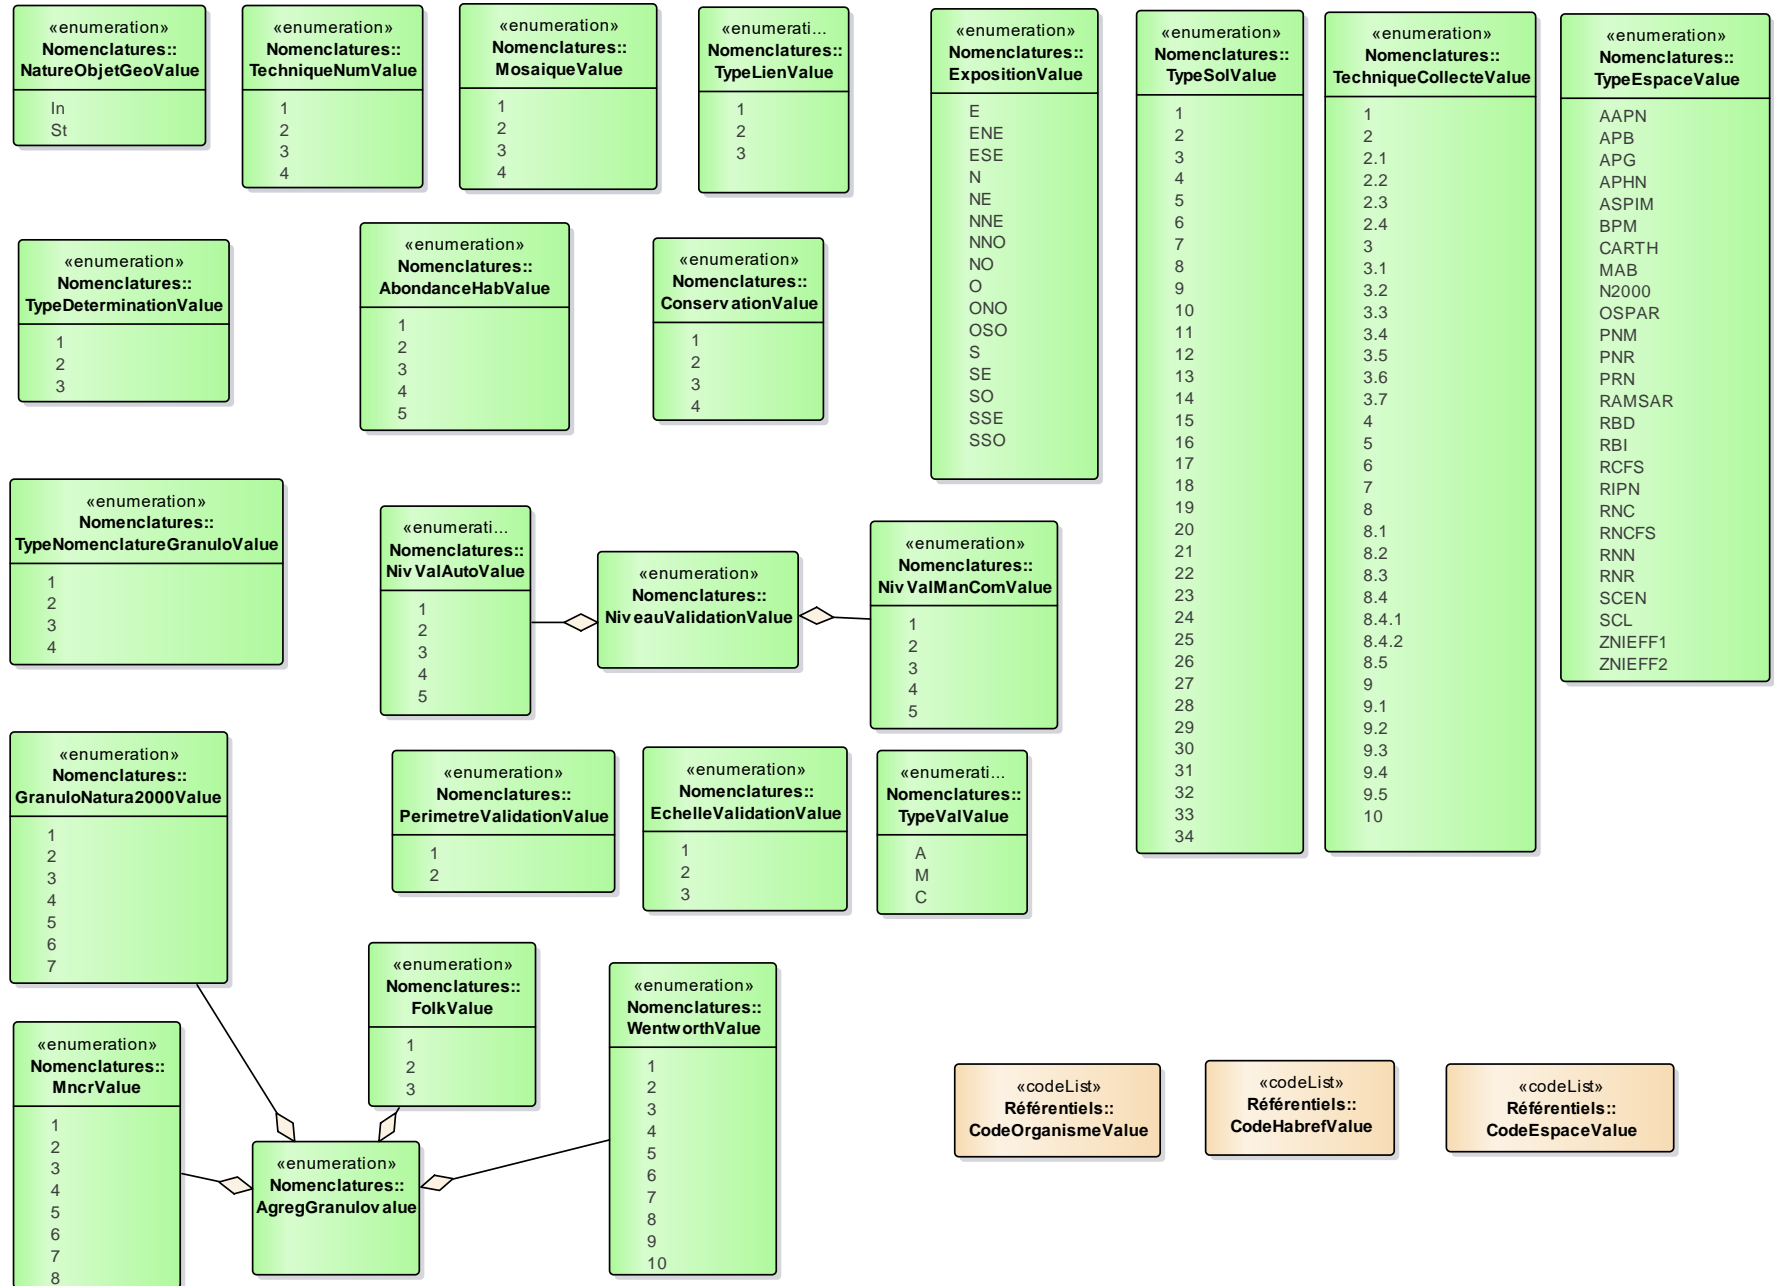 «enumeration»
Nomenclatures::
NatureObjetGeoValue
In
St
«enumeration»
Nomenclatures::
TechniqueNumValue
1
2
3
4
«enumeration»
Nomenclatures::
MosaiqueValue
1
2
3
4
«enumerati...
Nomenclatures::
TypeLienValue
1
2
3
«enumeration»
Nomenclatures::
ExpositionValue
E
ENE
ESE
N
NE
NNE
NNO
NO
O
ONO
OSO
S
SE
SO
SSE
SSO
«enumeration»
Nomenclatures::
TypeSolValue
1
2
3
4
5
6
7
8
9
10
11
12
13
14
15
16
17
18
19
20
21
22
23
24
25
26
27
28
29
30
31
32
33
34
«enumeration»
Nomenclatures::
TechniqueCollecteValue
1
2
2.1
2.2
2.3
2.4
3
3.1
3.2
3.3
3.4
3.5
3.6
3.7
4
5
6
7
8
8.1
8.2
8.3
8.4
8.4.1
8.4.2
8.5
9
9.1
9.2
9.3
9.4
9.5
10
«enumeration»
Nomenclatures::
TypeEspaceValue
AAPN
APB
APG
APHN
ASPIM
BPM
CARTH
MAB
N2000
OSPAR
PNM
PNR
PRN
RAMSAR
RBD
RBI
RCFS
RIPN
RNC
RNCFS
RNN
RNR
SCEN
SCL
ZNIEFF1
ZNIEFF2
«enumeration»
Nomenclatures::
TypeDeterminationValue
1
2
3
«enumeration»
Nomenclatures::
AbondanceHabValue
1
2
3
4
5
«enumeration»
Nomenclatures::
ConservationValue
1
2
3
4
«enumeration»
Nomenclatures::
TypeNomenclatureGranuloValue
1
2
3
4
«enumerati...
Nomenclatures::
NivValAutoValue
1
2
3
4
5
«enumeration»
Nomenclatures::
NiveauValidationValue
«enumeration»
Nomenclatures::
NivValManComValue
1
2
3
4
5
«enumeration»
Nomenclatures::
GranuloNatura2000Value
1
2
3
4
5
6
7
«enumeration»
Nomenclatures::
PerimetreValidationValue
1
2
«enumeration»
Nomenclatures::
EchelleValidationValue
1
2
3
«enumerati...
Nomenclatures::
TypeValValue
A
M
C
«enumeration»
Nomenclatures::
MncrValue
1
2
3
4
5
6
7
8
«enumeration»
Nomenclatures::
FolkValue
1
2
3
«enumeration»
Nomenclatures::
AgregGranulovalue
«enumeration»
Nomenclatures::
WentworthValue
1
2
3
4
5
6
7
8
9
10
«codeList»
Référentiels::
CodeOrganismeValue
«codeList»
Référentiels::
CodeHabrefValue
«codeList»
Référentiels::
CodeEspaceValue